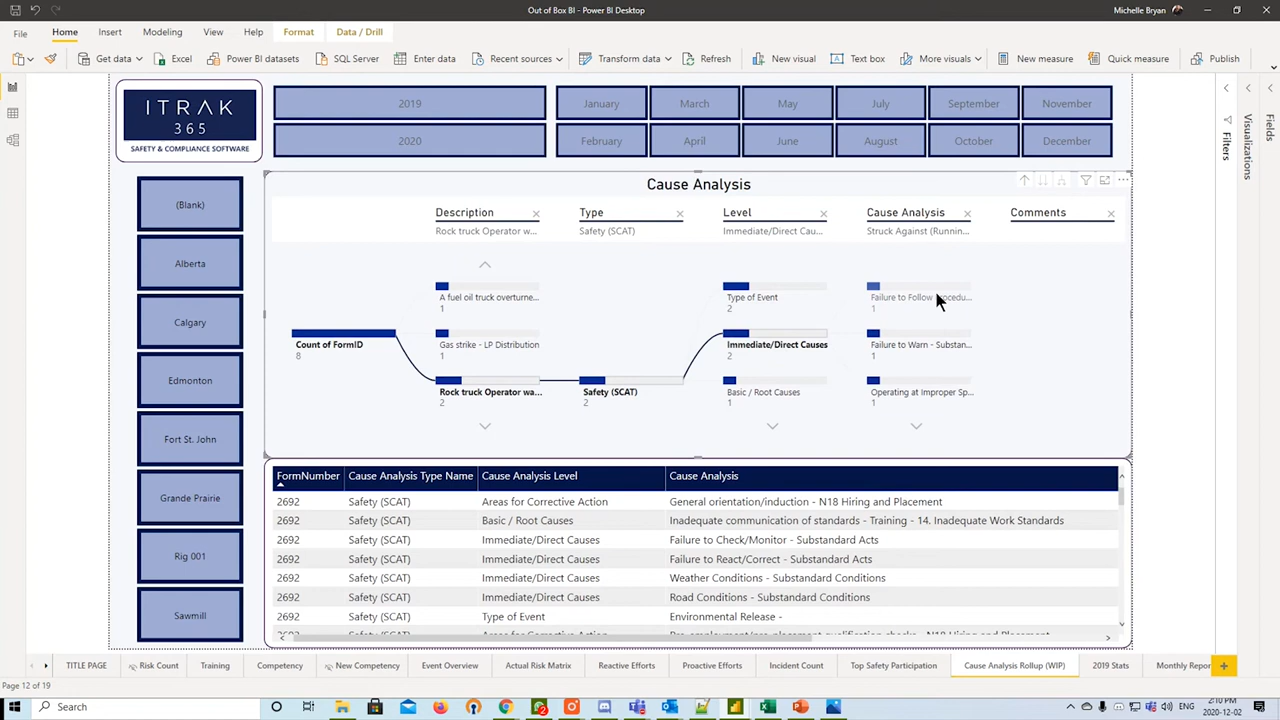 Out of Box BI - Power BI Desktop
Michelle Bryan
File Home Insert Modeling View Help Format Data / Drill
Get data Excel Power BI datasets SQL Server Enter data Recent sources Transform data Refresh New visual Text box More visuals New measure Quick measure Publish
ITRAK
365
SAFETY & COMPLIANCE SOFTWARE
2019 January March May July September November
2020 February April June August October December
(Blank)
Alberta
Calgary
Edmonton
Fort St. John
Grande Prairie
Rig 001
Sawmill
Filters
Visualizations
Fields
Cause Analysis
Description Type Level Cause Analysis Comments
Rock truck Operator w... Safety (SCAT) Immediate/Direct Cau... Struck Against (Runnin...
A fuel oil truck overturne... Type of Event
1 2 1
Count of FormID Gas strike - LP Distribution Immediate/Direct Causes Failure to Warn - Substan...
8 1 2 1
Rock truck Operator wa... Safety (SCAT) Basic / Root Causes Operating at Improper Sp...
2 2 1 1
Failure to Follow
FormNumber Cause Analysis Type Name Cause Analysis Level Cause Analysis
2692 Safety (SCAT) Areas for Corrective Action General orientation/induction - N18 Hiring and Placement
2692 Safety (SCAT) Basic / Root Causes Inadequate communication of standards - Training - 14. Inadequate Work Standards
2692 Safety (SCAT) Immediate/Direct Causes Failure to Check/Monitor - Substandard Acts
2692 Safety (SCAT) Immediate/Direct Causes Failure to React/Correct - Substandard Acts
2692 Safety (SCAT) Immediate/Direct Causes Weather Conditions - Substandard Conditions
2692 Safety (SCAT) Immediate/Direct Causes Road Conditions - Substandard Conditions
2692 Safety (SCAT) Type of Event Environmental Release -
TITLE PAGE Risk Count Training Competency New Competency Event Overview Actual Risk Matrix Reactive Efforts Proactive Efforts Incident Count Top Safety Participation Cause Analysis Rollup (WIP) 2019 Stats Monthly Repor
Page 12 of 19
Search
ENG
2:10 PM
2020-12-02